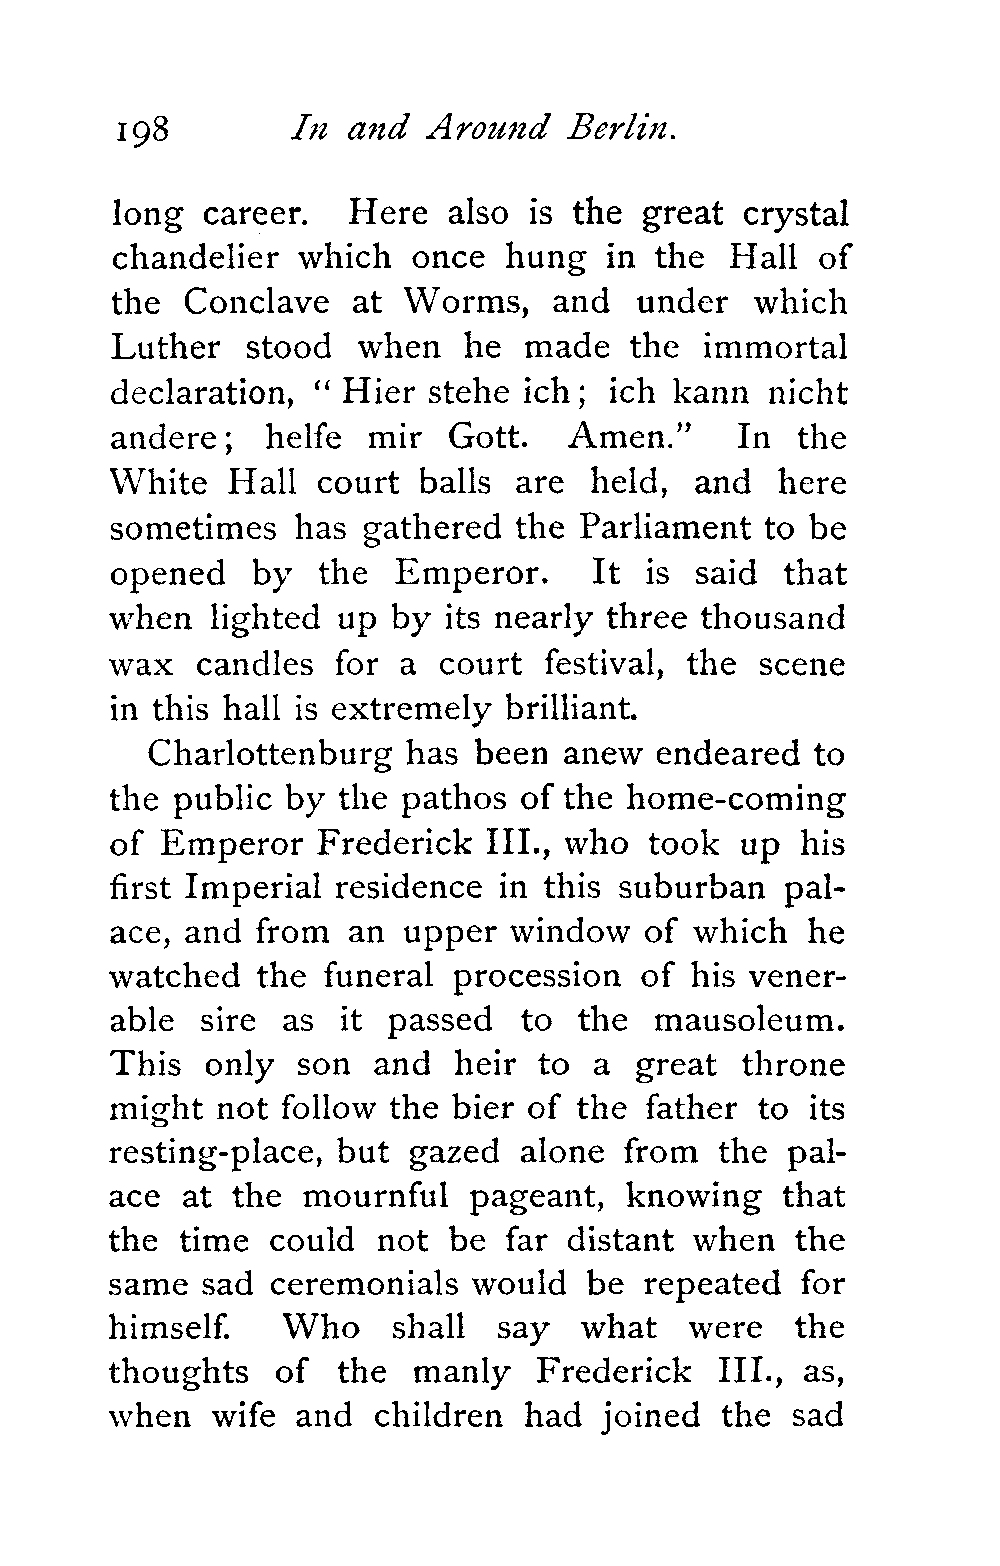 198 In and Around Berlin.
long career. Here also is the great crystal
chandelier which once hung in the Hall of
the Conclave at Worms, and under which
Luther stood when he made the immortal
declaration, “ Hier stehe ich ; ich kann nicht
andere ; helfe mir Gott. Amen.” In the
White Hall court balls are held, and here
sometimes has gathered the Parliament to be
opened by the Emperor. It is said that
when lighted up by its nearly three thousand
wax candles for a court festival, the scene
in this hall is extremely brilliant.
Charlottenburg has been anew endeared to
the public by the pathos of the home-coming
of Emperor Frederick III., who took up his
first Imperial residence in this suburban pal-
ace, and from an upper window of which he
watched the funeral procession of his vener-
able sire as it passed to the mausoleum.
This only son and heir to a great throne
might not follow the bier of the father to its
resting-place, but gazed alone from the pal-
ace at the mournful pageant, knowing that
the time could not be far distant when the
same sad ceremonials would be repeated for
himself. Who shall say what were the
thoughts of the manly Frederick III., as,
when wife and children had joined the sad